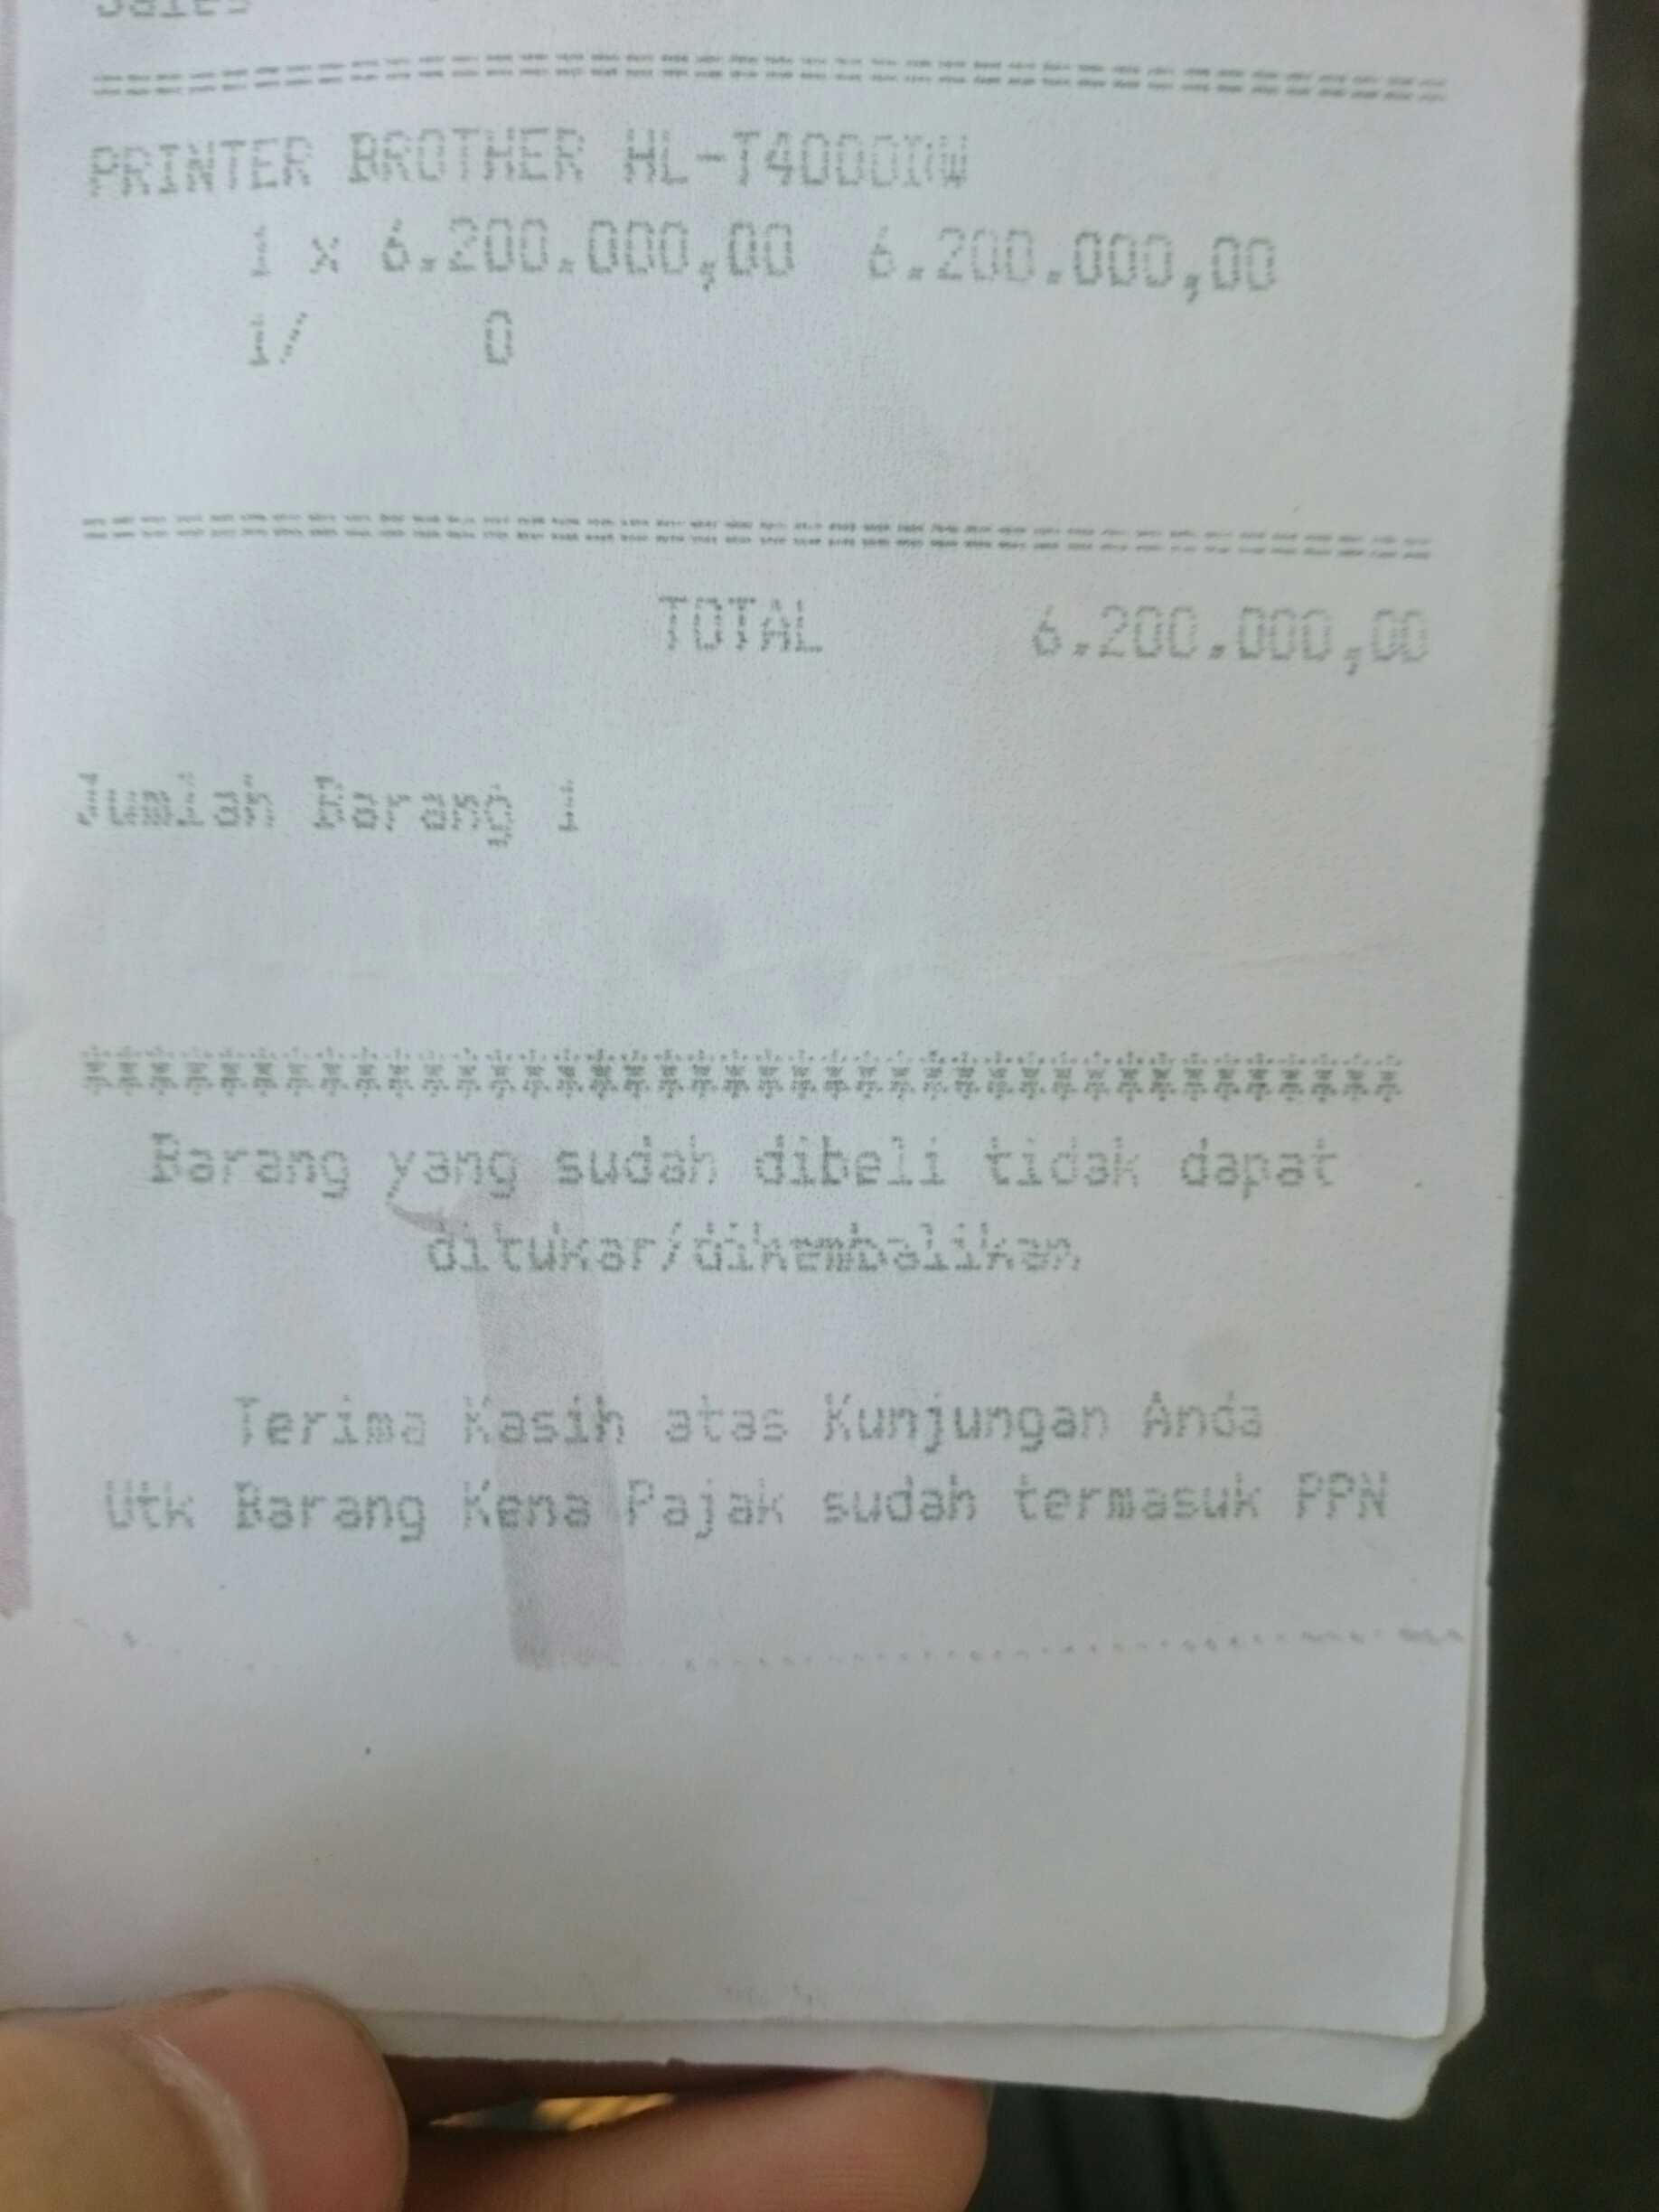 Sales
PRINTER BROTHER HL-T4000DW
1 x 6.200.000,00 6.200.000,00
1/ 0
TOTAL 6.200.000,00
Jumlah Barang 1
************************************
Barang yang sudah dibeli tidak dapat
ditukar/dikembalikan
Terima Kasih atas Kunjungan Anda
Utk Barang Kena Pajak sudah termasuk PPN